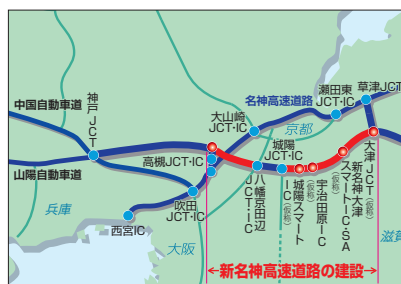 草津JCT
瀬田東
JCT・IC
名神高速道路
大山崎
JCT・IC
神戸JCT
中国自動車道
京都
城陽
JCT・IC
高槻JCT・IC
山陽自動車道
大津JCT(仮称)
新名神大津
スマートIC・SA
(仮称)
宇治田原IC
(仮称)
城陽スマート
IC(仮称)
八幡京田辺
JCT・IC
兵庫
吹田
JCT・IC
西宮IC
大阪
滋賀
新名神高速道路の建設